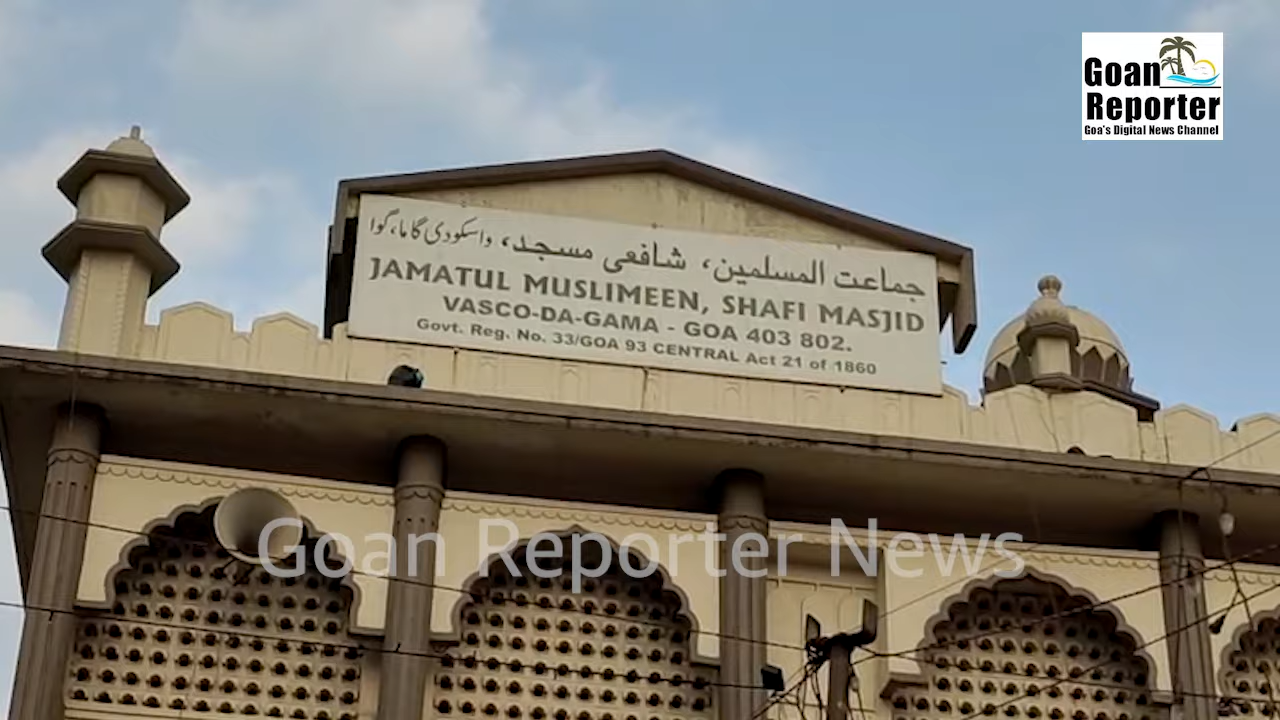 Goan
Reporter
Goa's Digital News Channel
جماعت المسلمین، شافعی مسجد، واسکوڈی گاما، گوا
JAMATUL MUSLIMEEN, SHAFI MASJID
VASCO-DA-GAMA - GOA 403 802.
Govt. Reg. No. 33/GOA 93 CENTRAL Act 21 of 1860
Goan Reporter News